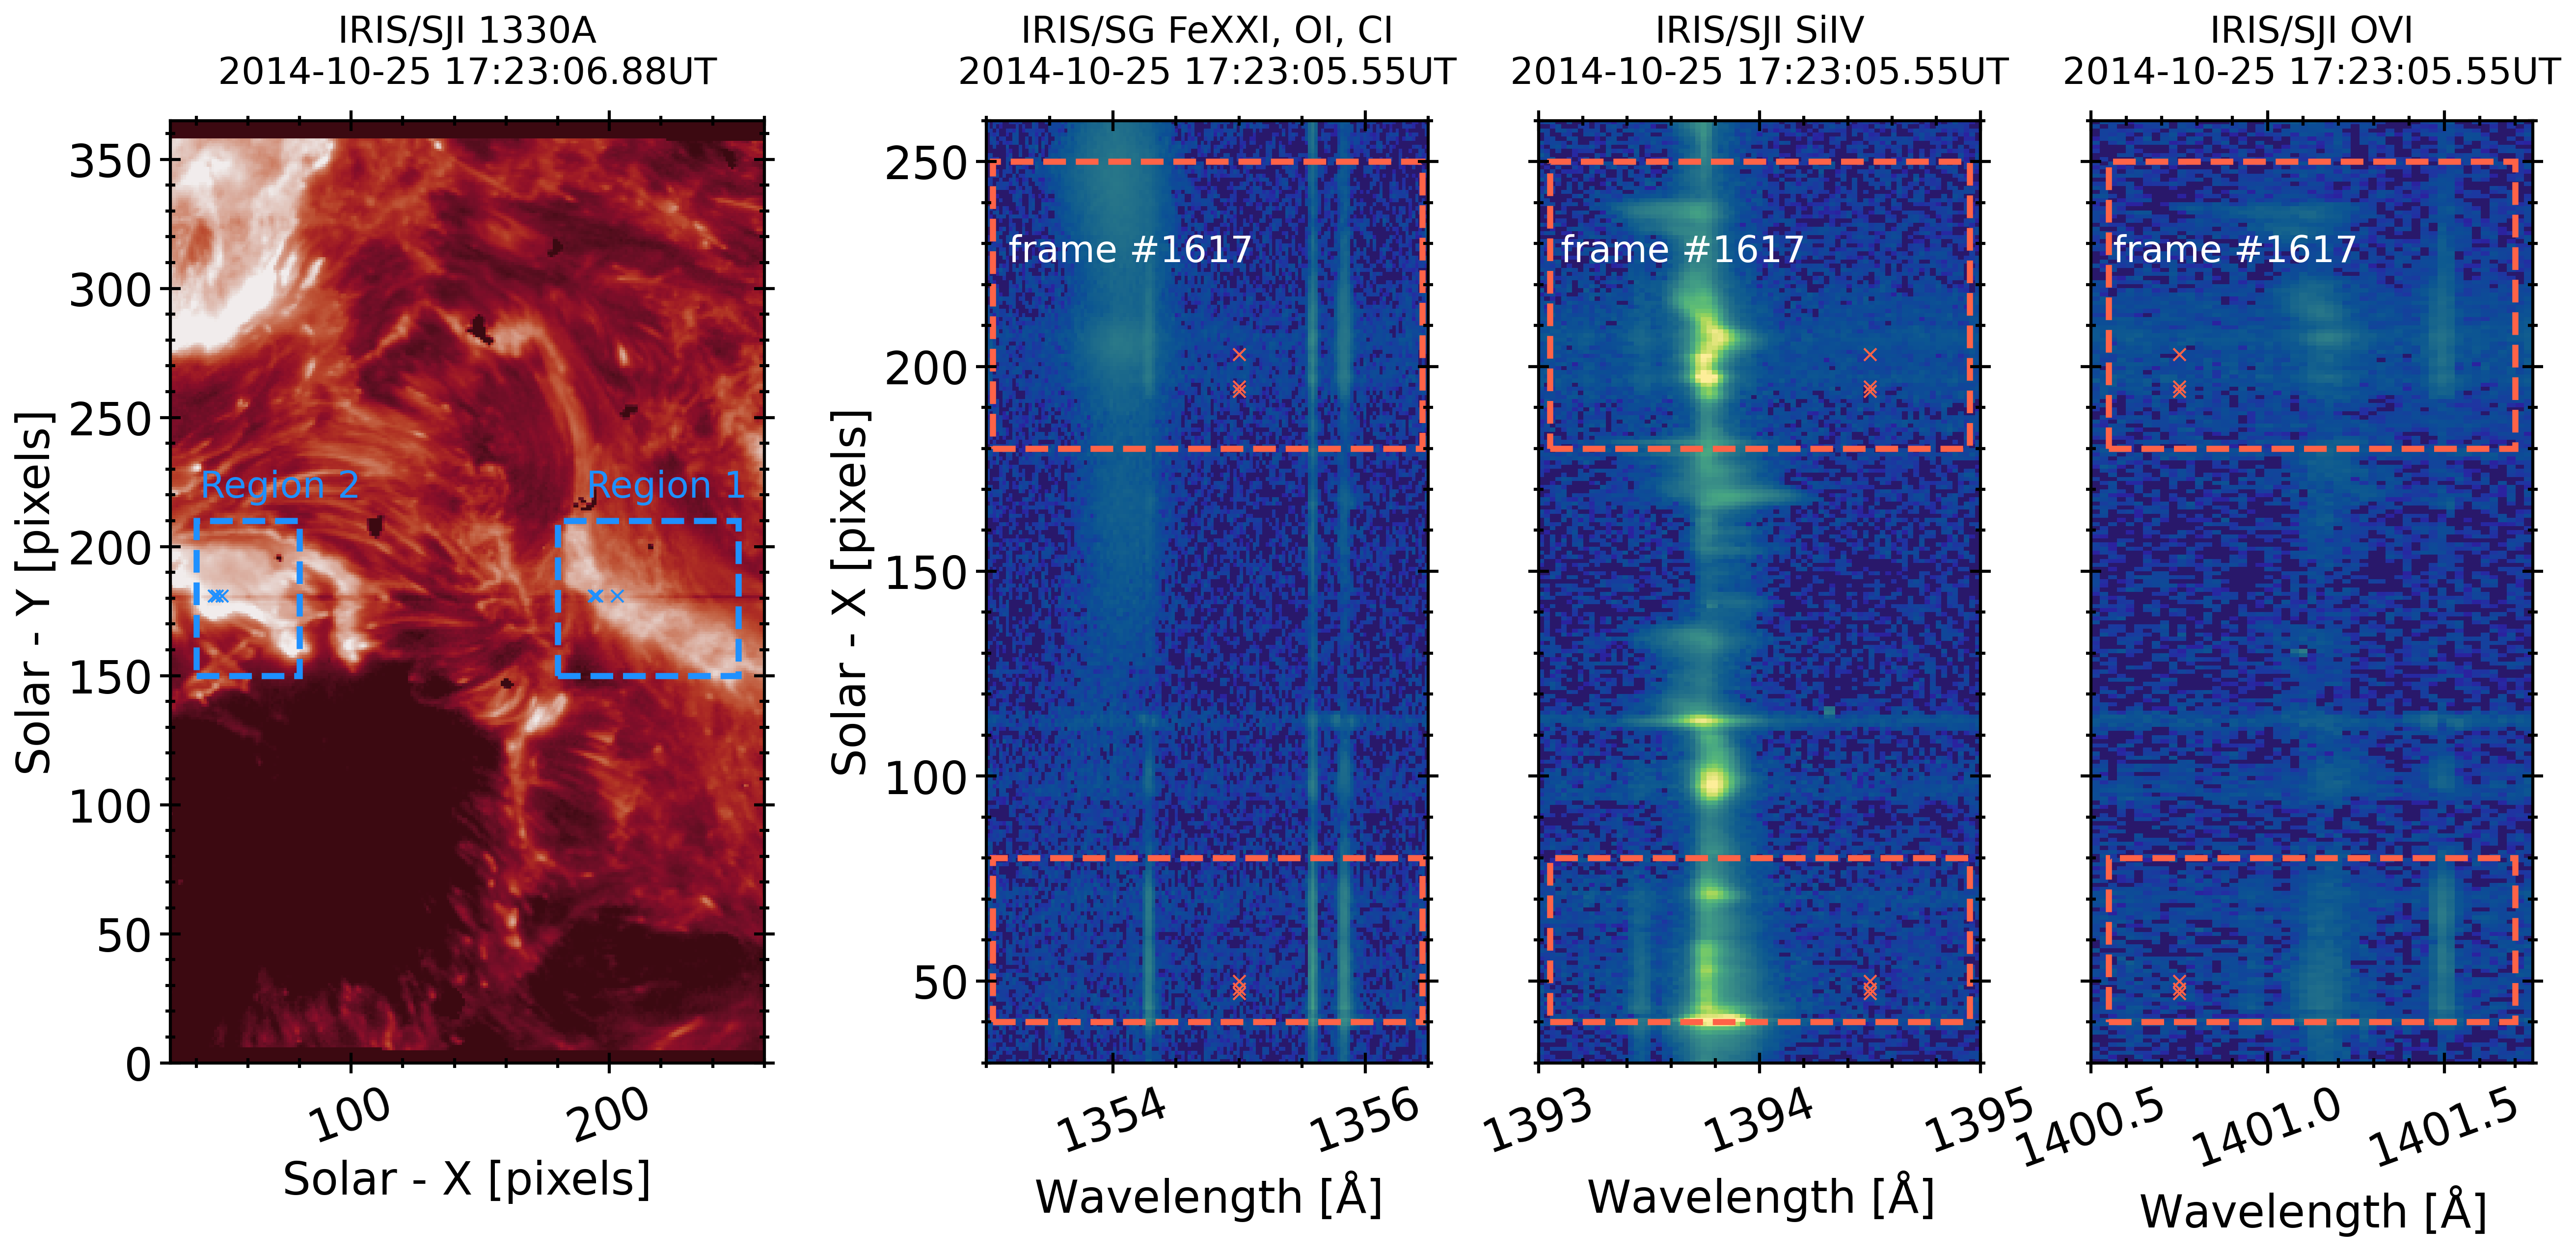 IRIS/SJI 1330A
2014-10-25 17:23:06.88UT
350
300
250
200
150
100
50
0
Solar - Y [pixels]
Region 2
Region 1
100
200
Solar - X [pixels]
IRIS/SG FeXXI, OI, CI
2014-10-25 17:23:05.55UT
250
200
150
100
50
Solar - X [pixels]
frame #1617
1354
1356
Wavelength [Å]
IRIS/SJI SiIV
2014-10-25 17:23:05.55UT
frame #1617
1393
1394
1395
Wavelength [Å]
IRIS/SJI OVI
2014-10-25 17:23:05.55UT
frame #1617
1400.5
1401.0
1401.5
Wavelength [Å]